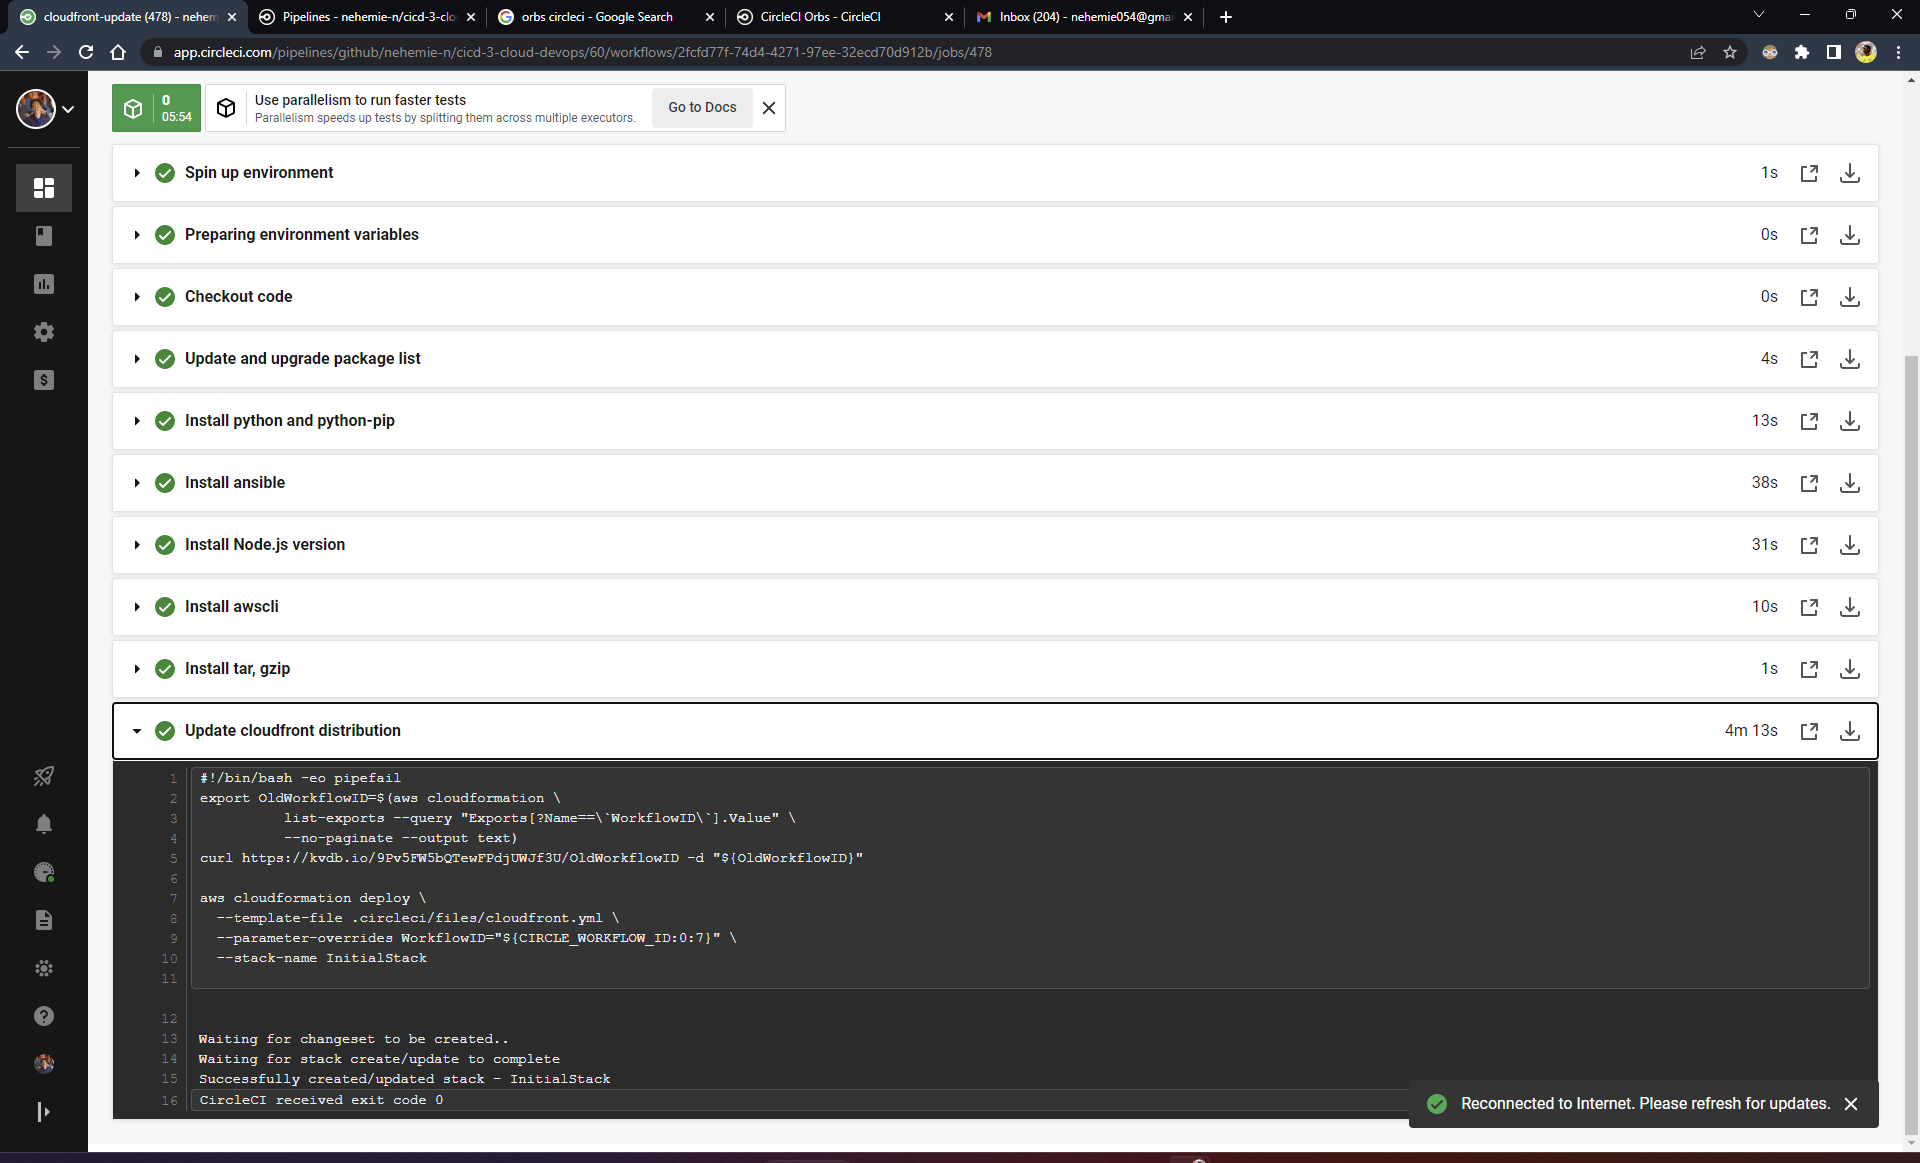 cloudfront-update (478) - nehem
Pipelines - nehemie-n/cicd-3-clo
orbs circleci - Google Search
CircleCI Orbs - CircleCI
Inbox (204) - nehemie054@gmai
app.circleci.com/pipelines/github/nehemie-n/cicd-3-cloud-devops/60/workflows/2fcfd77f-74d4-4271-97ee-32ecd70d912b/jobs/478
0
05:54
Use parallelism to run faster tests
Parallelism speeds up tests by splitting them across multiple executors.
Go to Docs
Spin up environment 1s
Preparing environment variables 0s
Checkout code 0s
Update and upgrade package list 4s
Install python and python-pip 13s
Install ansible 38s
Install Node.js version 31s
Install awscli 10s
Install tar, gzip 1s
Update cloudfront distribution 4m 13s
1 #!/bin/bash -eo pipefail
2 export OldWorkflowID=$(aws cloudformation \
3 list-exports --query "Exports[?Name==\`WorkflowID\`].Value" \
4 --no-paginate --output text)
5 curl https://kvdb.io/9Pv5FW5bQTewFPdjUWJf3U/OldWorkflowID -d "${OldWorkflowID}"
6
7 aws cloudformation deploy \
8 --template-file .circleci/files/cloudfront.yml \
9 --parameter-overrides WorkflowID="${CIRCLE_WORKFLOW_ID:0:7}" \
10 --stack-name InitialStack
11
12
13 Waiting for changeset to be created..
14 Waiting for stack create/update to complete
15 Successfully created/updated stack - InitialStack
16 CircleCI received exit code 0
Reconnected to Internet. Please refresh for updates.